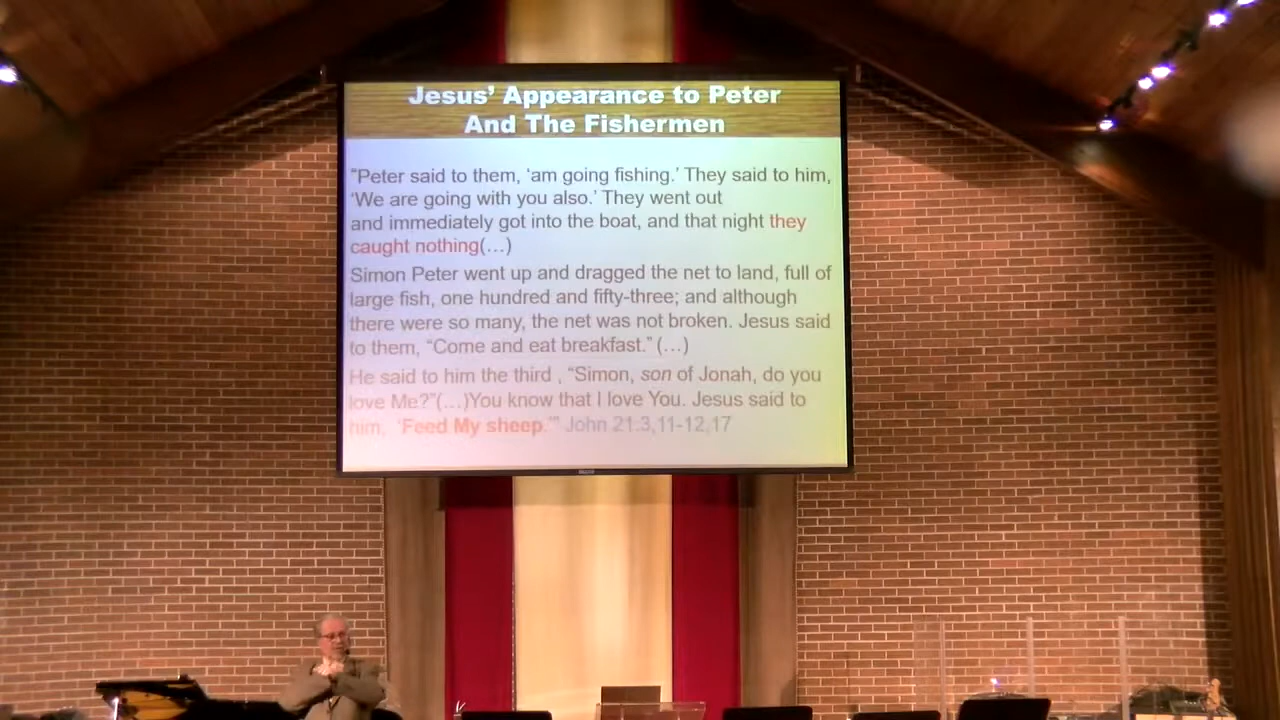 Jesus’ Appearance to Peter
And The Fishermen
“Peter said to them, ‘am going fishing.’ They said to him,
‘We are going with you also.’ They went out
and immediately got into the boat, and that night they
caught nothing(…)
Simon Peter went up and dragged the net to land, full of
large fish, one hundred and fifty-three; and although
there were so many, the net was not broken. Jesus said
to them, “Come and eat breakfast.” (…)
He said to him the third , “Simon, son of Jonah, do you
love Me?”(…)You know that I love You. Jesus said to
him, ‘Feed My sheep.’” John 21:3,11-12,17